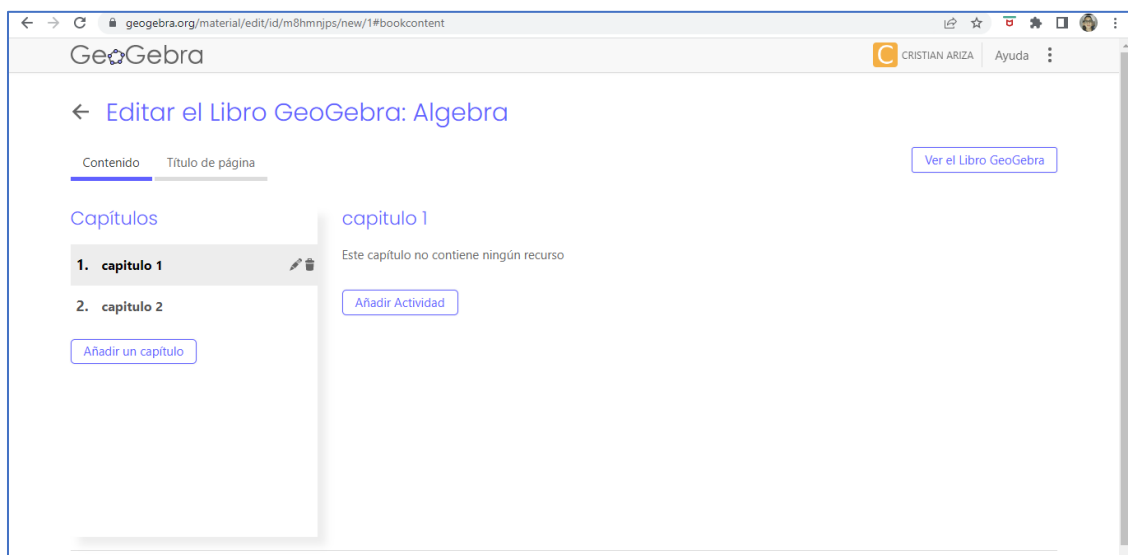 geogebra.org/material/edit/id/m8hmnjps/new/1#bookcontent
GeoGebra
C CRISTIAN ARIZA Ayuda
Editar el Libro GeoGebra: Algebra
Contenido Título de página
Ver el Libro GeoGebra
Capítulos
1. capitulo 1
2. capitulo 2
Añadir un capítulo
capitulo 1
Este capítulo no contiene ningún recurso
Añadir Actividad